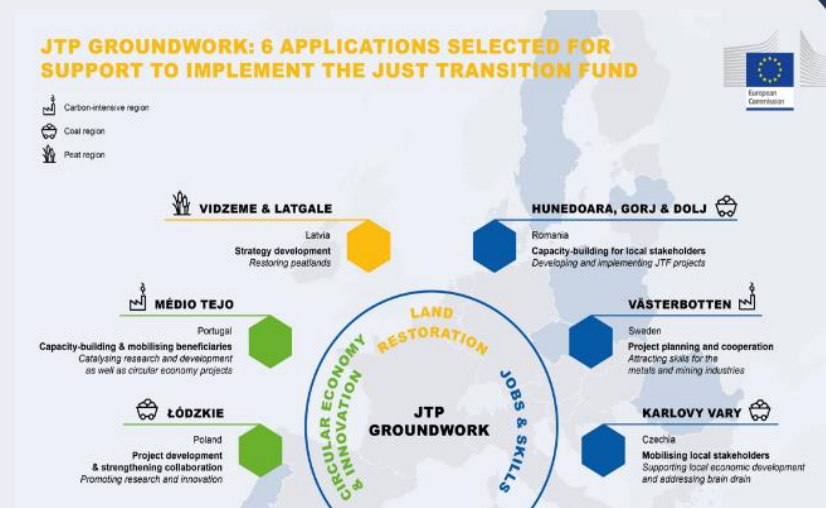 JTP GROUNDWORK: 6 APPLICATIONS SELECTED FOR
SUPPORT TO IMPLEMENT THE JUST TRANSITION FUND
European
Commission
Carbon-intensive region
Coal region
Peat region
VIDZEME & LATGALE
Latvia
Strategy development
Restoring peatlands
HUNEDOARA, GORJ & DOLJ
Romania
Capacity-building for local stakeholders
Developing and implementing JTF projects
MÉDIO TEJO
Portugal
Capacity-building & mobilising beneficiaries
Catalysing research and development
as well as circular economy projects
VÄSTERBOTTEN
Sweden
Project planning and cooperation
Attracting skills for the
metals and mining industries
ŁÓDZKIE
Poland
Project development
& strengthening collaboration
Promoting research and innovation
KARLOVY VARY
Czechia
Mobilising local stakeholders
Supporting local economic development
and addressing brain drain
LAND
RESTORATION
CIRCULAR ECONOMY
& INNOVATION
JOBS & SKILLS
JTP
GROUNDWORK